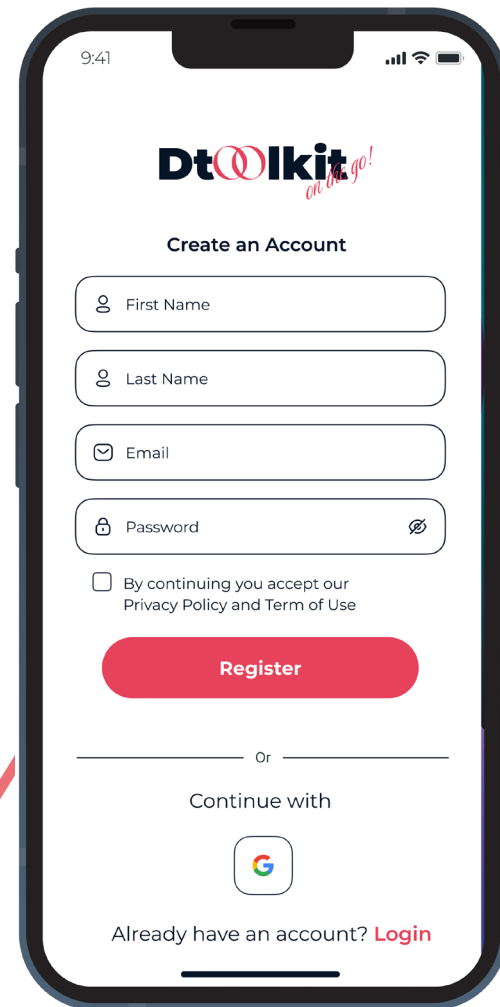 9:41
Dtoolkit
on the go!
Create an Account
First Name
Last Name
Email
Password
By continuing you accept our
Privacy Policy and Term of Use
Register
Or
Continue with
G
Already have an account? Login